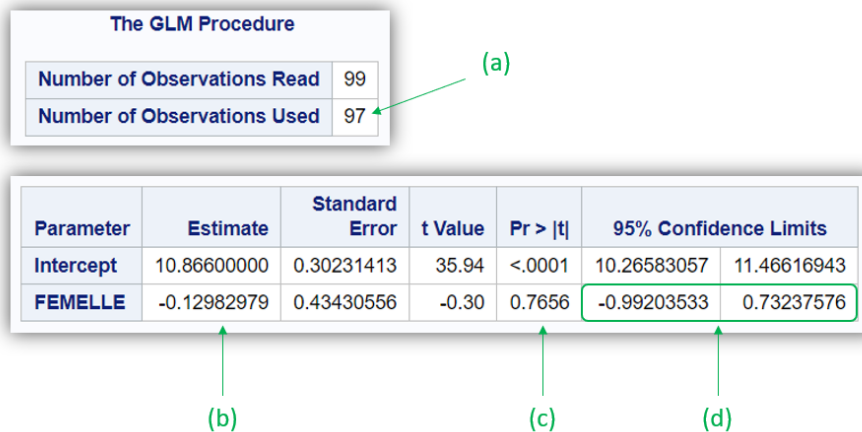 The GLM Procedure
(a)
Number of Observations Read 99
Number of Observations Used 97
Parameter Estimate Standard Error t Value Pr > |t| 95% Confidence Limits
Intercept 10.86600000 0.30231413 35.94 <.0001 10.26583057 11.46616943
FEMELLE -0.12982979 0.43430556 -0.30 0.7656 -0.99203533 0.73237576
(b) (c) (d)